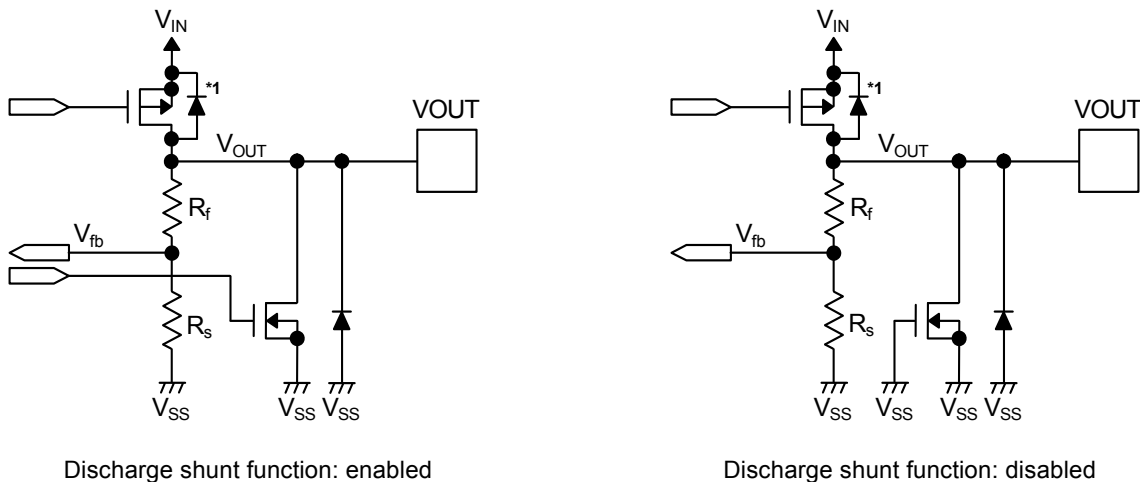 V_IN
*1
VOUT
V_OUT
R_f
V_fb
R_s
V_SS V_SS V_SS
Discharge shunt function: enabled
V_IN
*1
VOUT
V_OUT
R_f
V_fb
R_s
V_SS V_SS V_SS V_SS
Discharge shunt function: disabled